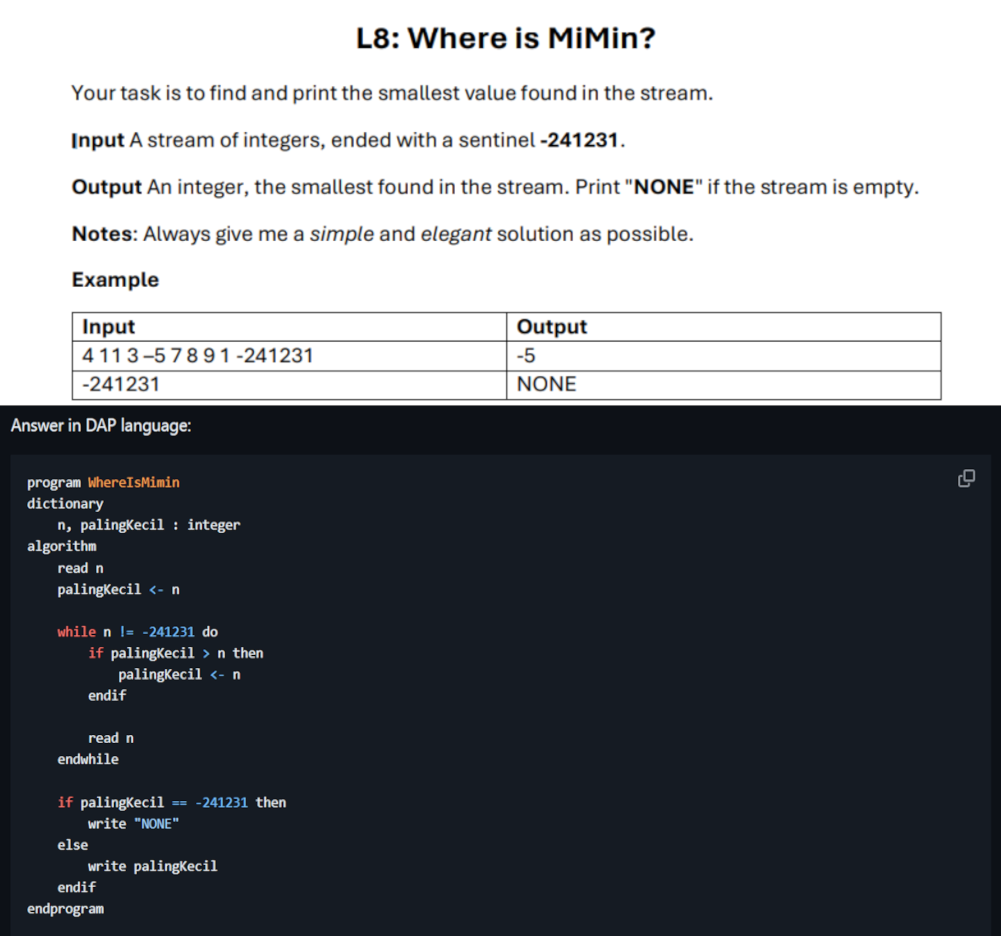 L8: Where is MiMin?
Your task is to find and print the smallest value found in the stream.
Input A stream of integers, ended with a sentinel -241231.
Output An integer, the smallest found in the stream. Print "NONE" if the stream is empty.
Notes: Always give me a simple and elegant solution as possible.
Example
Input Output
4 11 3 –5 7 8 9 1 -241231 -5
-241231 NONE
Answer in DAP language:
program WhereIsMimin
dictionary
    n, palingKecil : integer
algorithm
    read n
    palingKecil <- n
    while n != -241231 do
        if palingKecil > n then
            palingKecil <- n
        endif
        read n
    endwhile
    if palingKecil == -241231 then
        write "NONE"
    else
        write palingKecil
    endif
endprogram